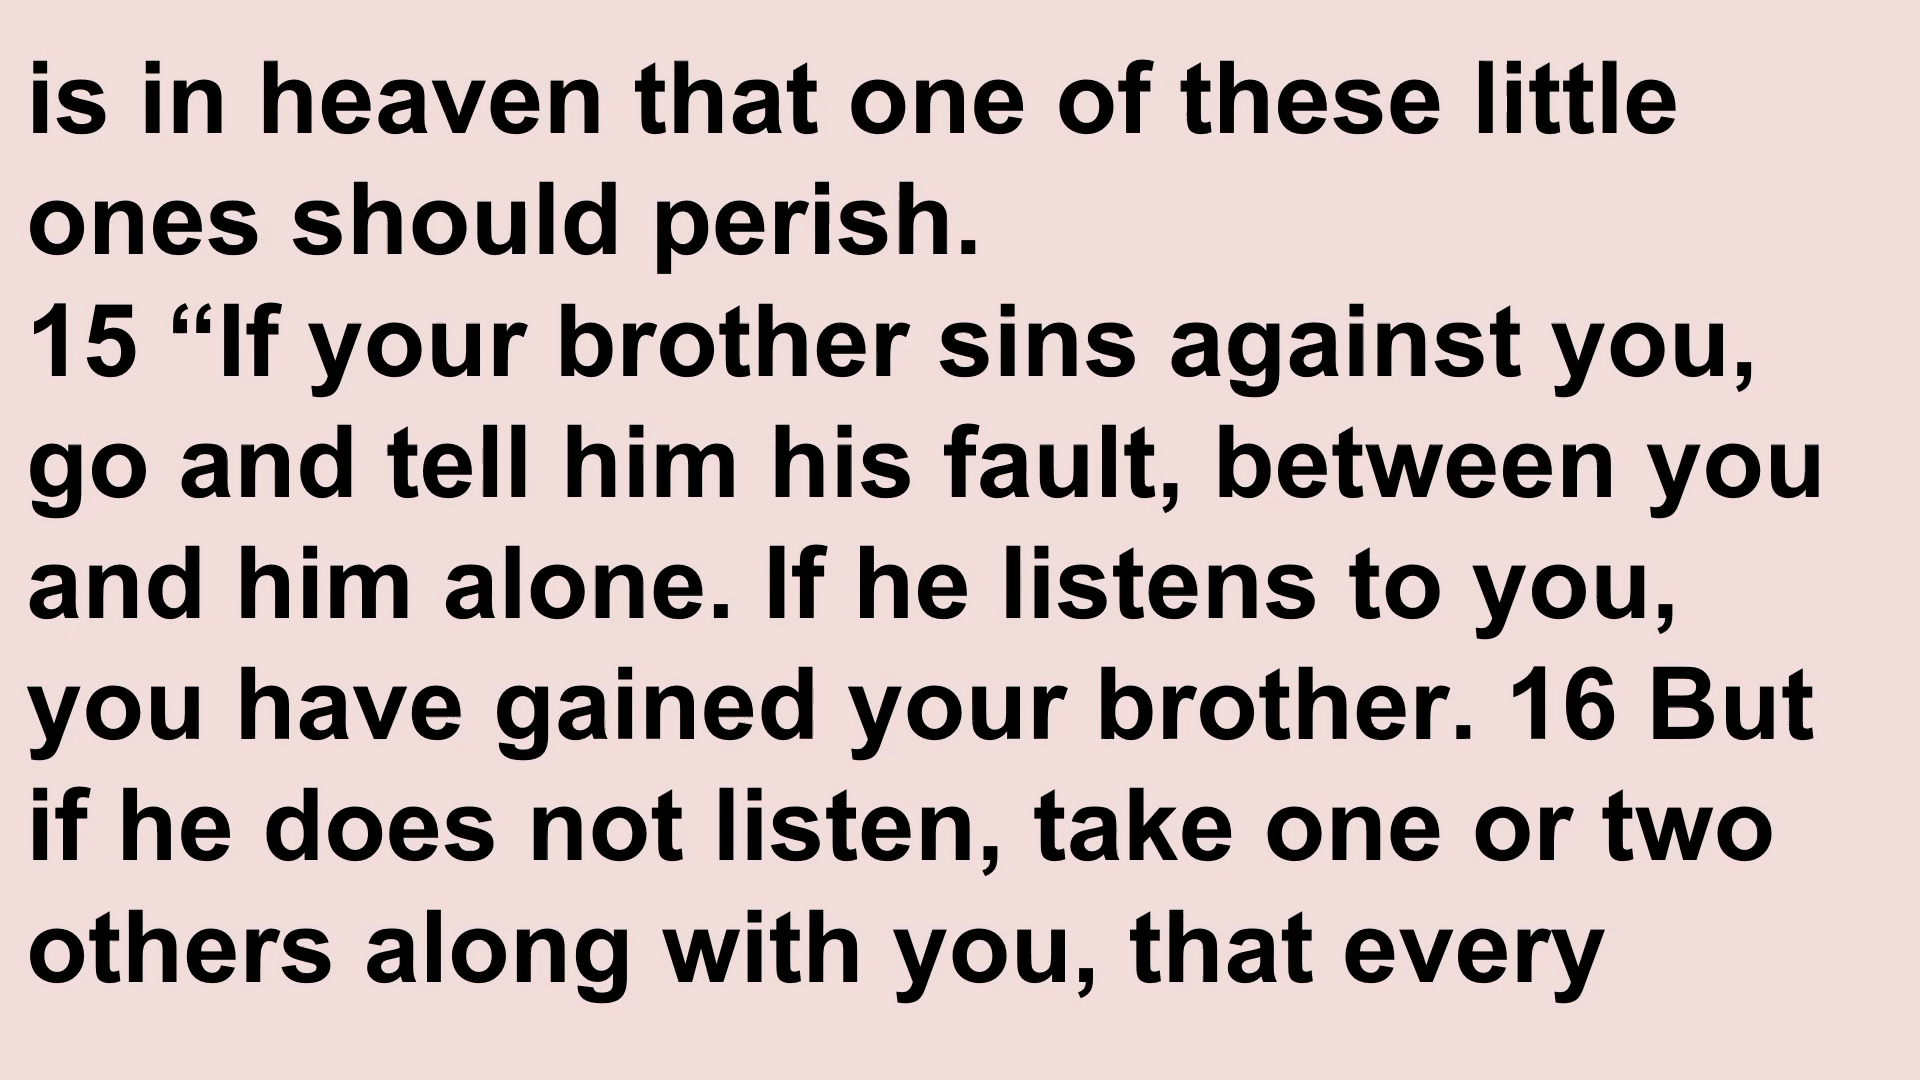 is in heaven that one of these little
ones should perish.
15 “If your brother sins against you,
go and tell him his fault, between you
and him alone. If he listens to you,
you have gained your brother. 16 But
if he does not listen, take one or two
others along with you, that every